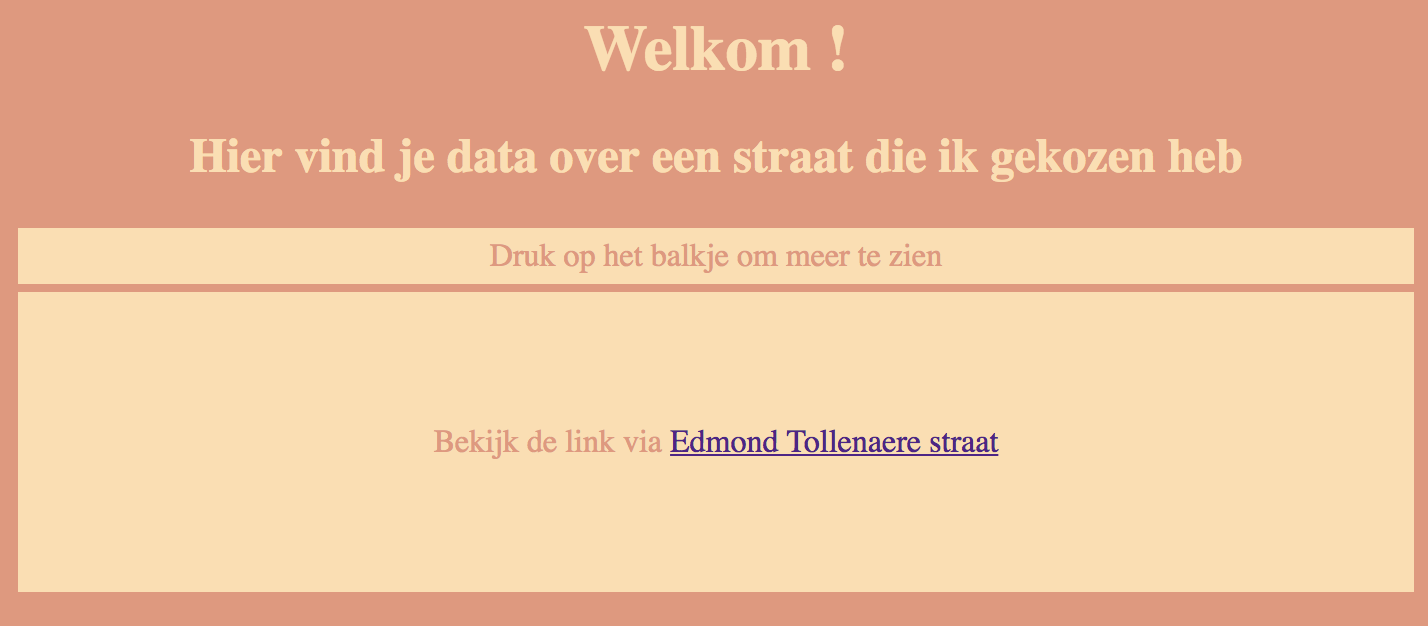 Welkom !
Hier vind je data over een straat die ik gekozen heb
Druk op het balkje om meer te zien
Bekijk de link via Edmond Tollenaere straat